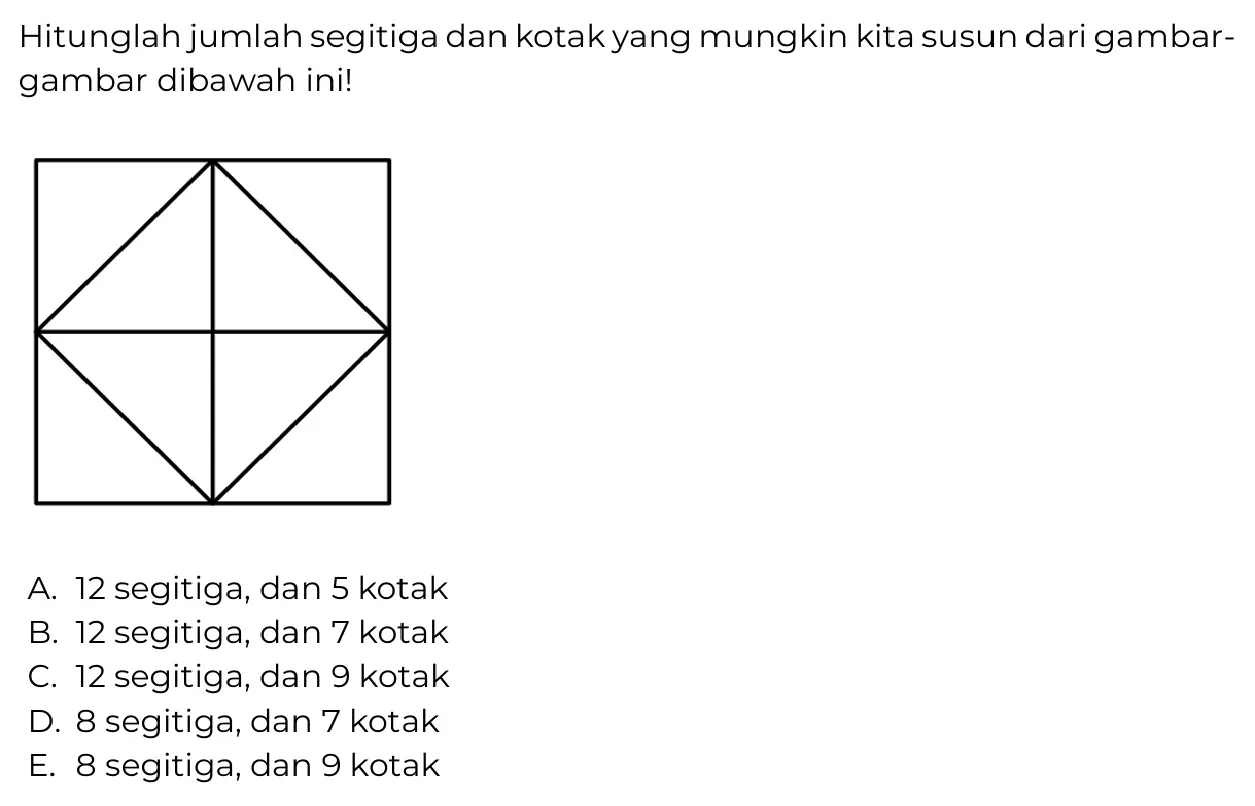 Hitunglah jumlah segitiga dan kotak yang mungkin kita susun dari gambar-
gambar dibawah ini!
A. 12 segitiga, dan 5 kotak
B. 12 segitiga, dan 7 kotak
C. 12 segitiga, dan 9 kotak
D. 8 segitiga, dan 7 kotak
E. 8 segitiga, dan 9 kotak